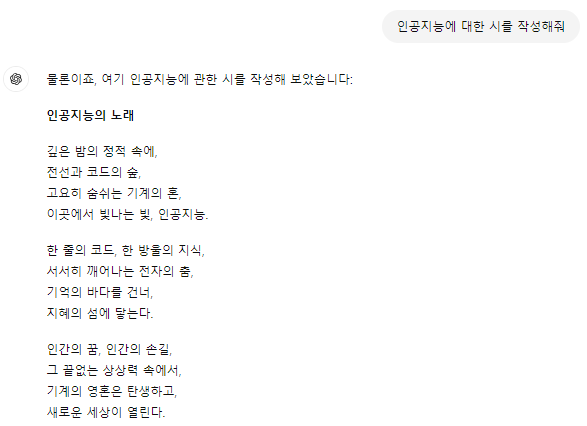 인공지능에 대한 시를 작성해줘
물론이죠, 여기 인공지능에 관한 시를 작성해 보았습니다:
인공지능의 노래
깊은 밤의 정적 속에,
전선과 코드의 숲,
고요히 숨쉬는 기계의 혼,
이곳에서 빛나는 빛, 인공지능.
한 줄의 코드, 한 방울의 지식,
서서히 깨어나는 전자의 춤,
기억의 바다를 건너,
지혜의 섬에 닿는다.
인간의 꿈, 인간의 손길,
그 끝없는 상상력 속에서,
기계의 영혼은 탄생하고,
새로운 세상이 열린다.